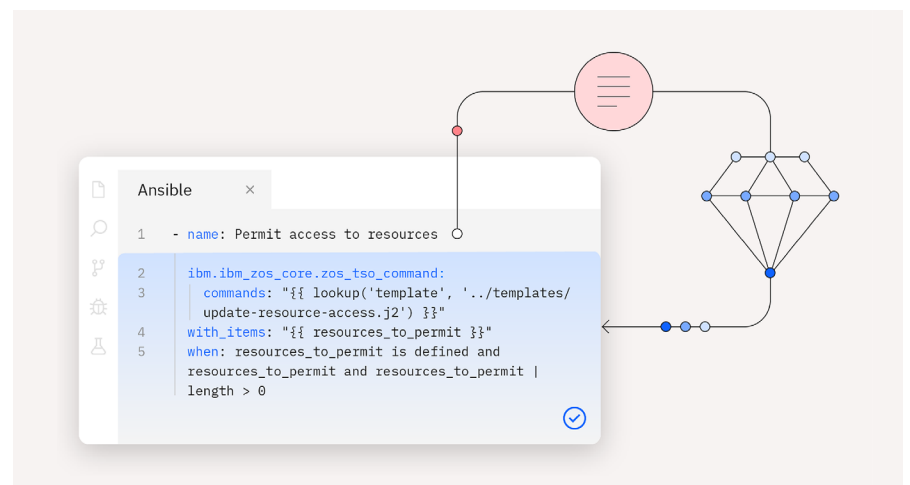 Ansible ×
1 - name: Permit access to resources
2 ibm.ibm_zos_core.zos_tso_command:
3 commands: "{{ lookup('template', '../templates/
update-resource-access.j2') }}"
4 with_items: "{{ resources_to_permit }}"
5 when: resources_to_permit is defined and
resources_to_permit and resources_to_permit |
length > 0